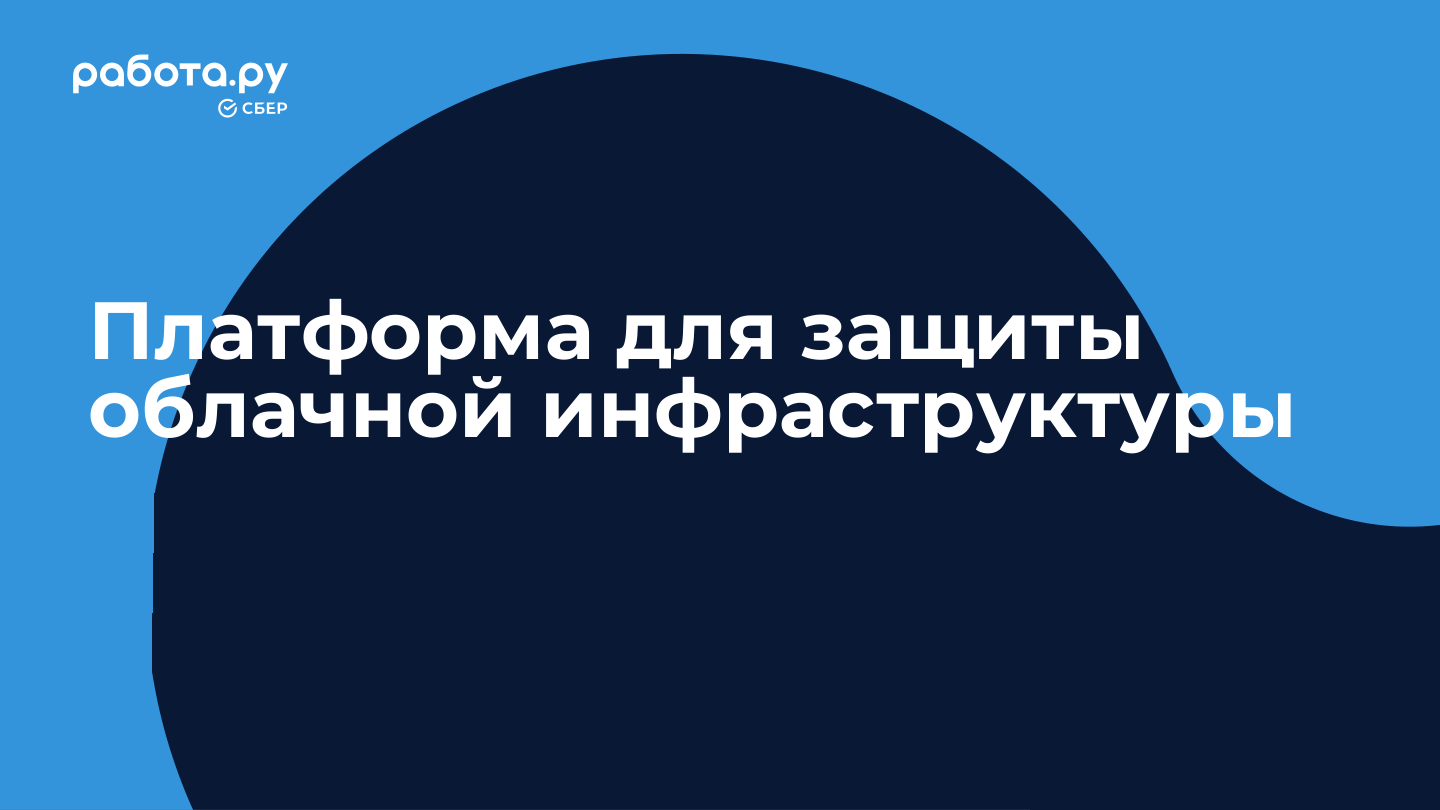 работа.ру
СБЕР
Платформа для защиты
облачной инфраструктуры